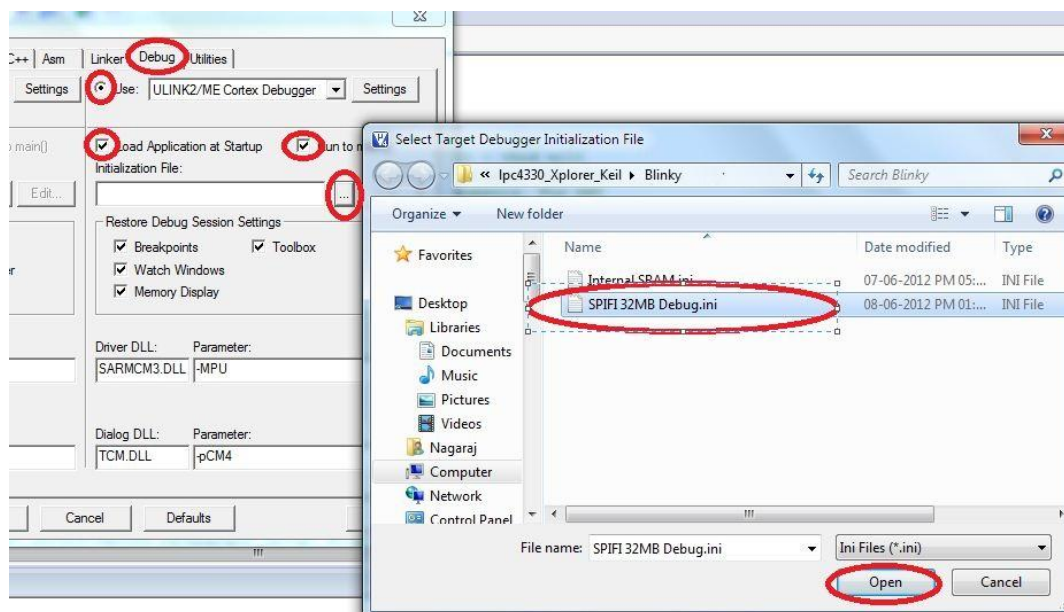 C++ Asm Linker Debug Utilities
Settings Use: ULINK2/ME Cortex Debugger Settings
main() Load Application at Startup
Initialization File:
Edit... ...
Restore Debug Session Settings
Breakpoints Toolbox
Watch Windows
Memory Display
Driver DLL: Parameter:
SARMCM3.DLL -MPU
Dialog DLL: Parameter:
TCM.DLL -pCM4
Cancel Defaults
Select Target Debugger Initialization File
« lpc4330_Xplorer_Keil Blinky Search Blinky
Organize New folder
Name Date modified Type
Internal SRAM.ini 07-06-2012 PM 05:... INI File
SPIFI 32MB Debug.ini 08-06-2012 PM 01:... INI File
Favorites
Desktop
Libraries
Documents
Music
Pictures
Videos
Nagaraj
Computer
Network
Control Panel
File name: SPIFI 32MB Debug.ini Ini Files (*.ini)
Open Cancel